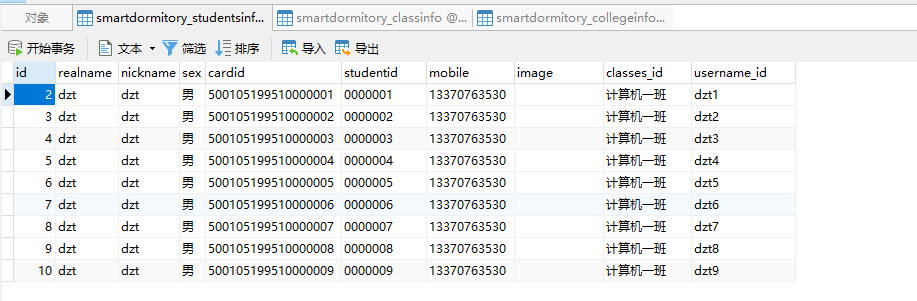 对象 smartdormitory_studentsinf... smartdormitory_classinfo @... smartdormitory_collegeinfo...
开始事务 文本 筛选 排序 导入 导出
id realname nickname sex cardid studentid mobile image classes_id username_id
2 dzt dzt 男 500105199510000001 0000001 13370763530 计算机一班 dzt1
3 dzt dzt 男 500105199510000002 0000002 13370763530 计算机一班 dzt2
4 dzt dzt 男 500105199510000003 0000003 13370763530 计算机一班 dzt3
5 dzt dzt 男 500105199510000004 0000004 13370763530 计算机一班 dzt4
6 dzt dzt 男 500105199510000005 0000005 13370763530 计算机一班 dzt5
7 dzt dzt 男 500105199510000006 0000006 13370763530 计算机一班 dzt6
8 dzt dzt 男 500105199510000007 0000007 13370763530 计算机一班 dzt7
9 dzt dzt 男 500105199510000008 0000008 13370763530 计算机一班 dzt8
10 dzt dzt 男 500105199510000009 0000009 13370763530 计算机一班 dzt9